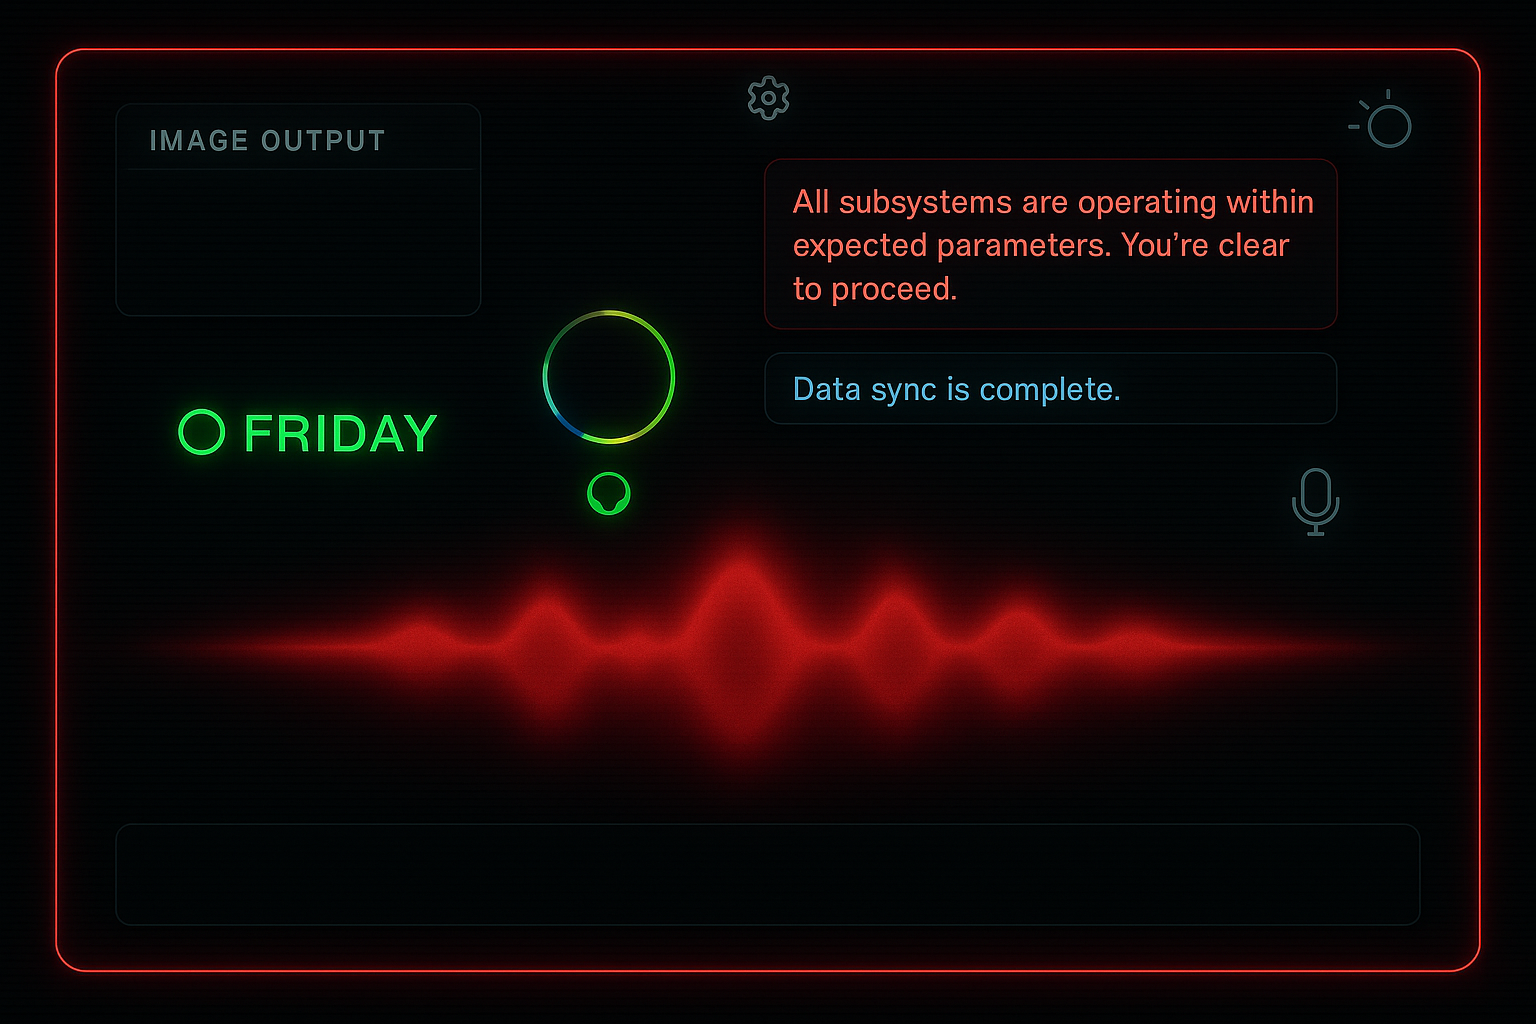 IMAGE OUTPUT
All subsystems are operating within
expected parameters. You’re clear
to proceed.
Data sync is complete.
FRIDAY